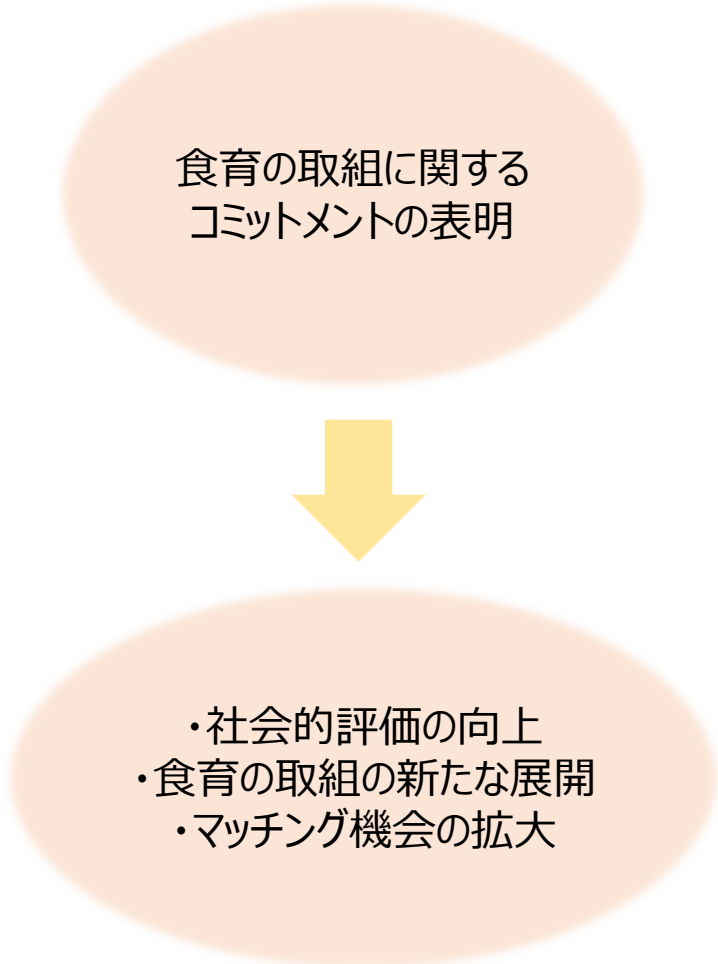 食育の取組に関する
コミットメントの表明
・社会的評価の向上
・食育の取組の新たな展開
・マッチング機会の拡大